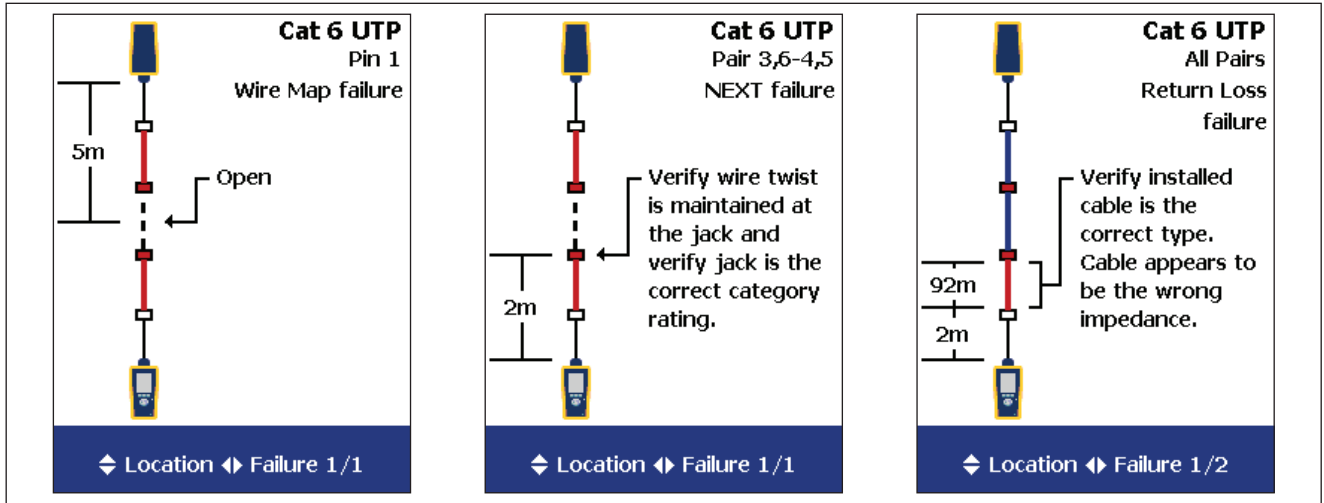 Cat 6 UTP
Pin 1
Wire Map failure
5m
Open
◆ Location ◀▶ Failure 1/1
Cat 6 UTP
Pair 3,6-4,5
NEXT failure
Verify wire twist
is maintained at
the jack and
verify jack is the
correct category
rating.
2m
◆ Location ◀▶ Failure 1/1
Cat 6 UTP
All Pairs
Return Loss
failure
Verify installed
cable is the
correct type.
Cable appears to
be the wrong
impedance.
92m
2m
◆ Location ◀▶ Failure 1/2